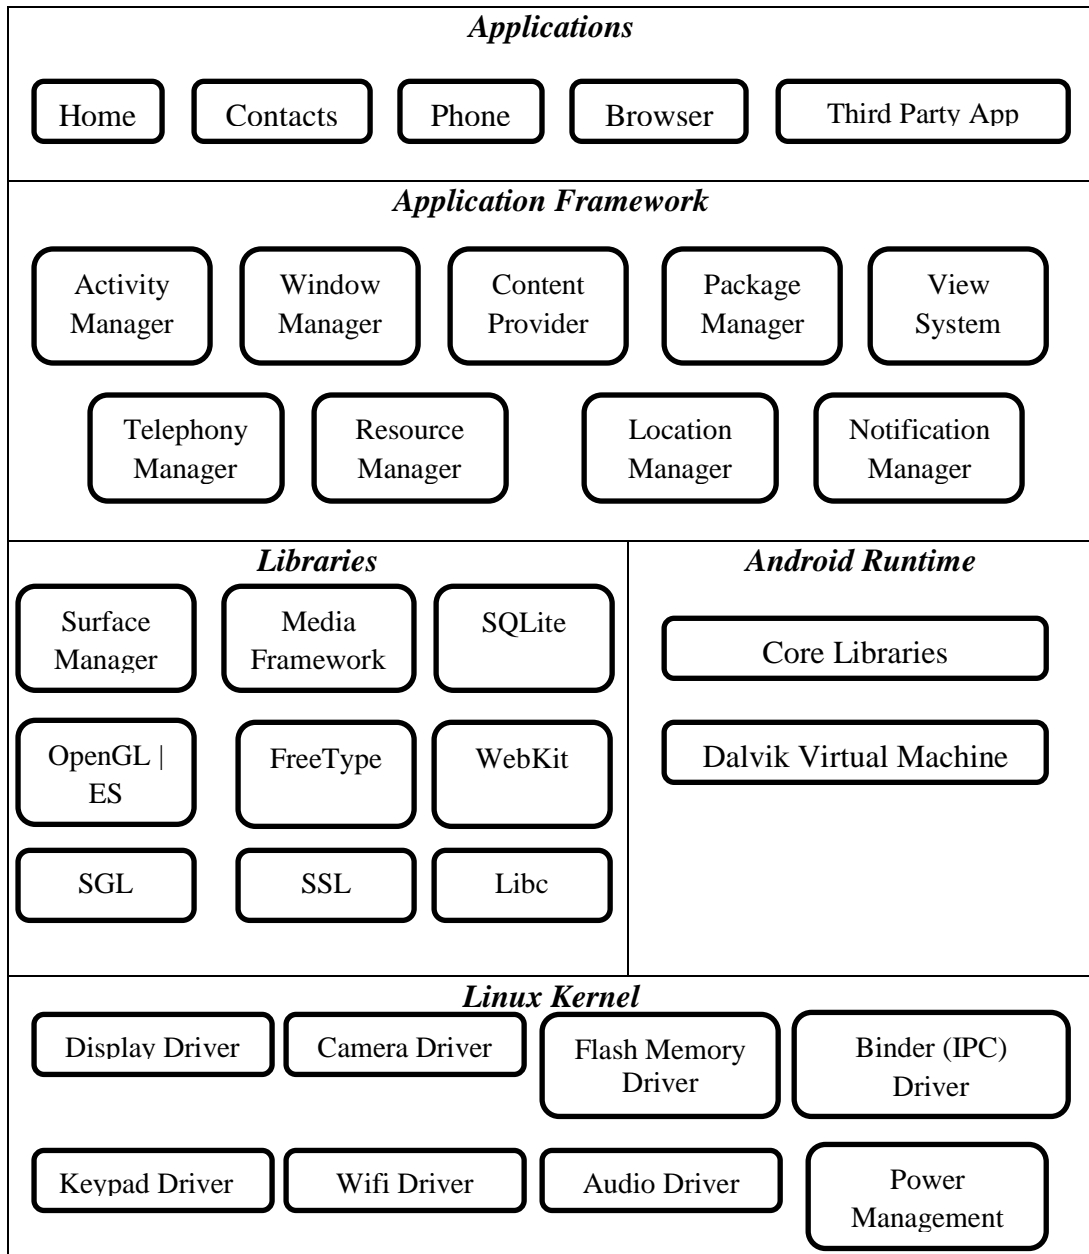 Applications
Home Contacts Phone Browser Third Party App
Application Framework
Activity Manager
Window Manager
Content Provider
Package Manager
View System
Telephony Manager
Resource Manager
Location Manager
Notification Manager
Libraries
Surface Manager
Media Framework
SQLite
OpenGL | ES
FreeType
WebKit
SGL
SSL
Libc
Android Runtime
Core Libraries
Dalvik Virtual Machine
Linux Kernel
Display Driver
Camera Driver
Flash Memory Driver
Binder (IPC) Driver
Keypad Driver
Wifi Driver
Audio Driver
Power Management